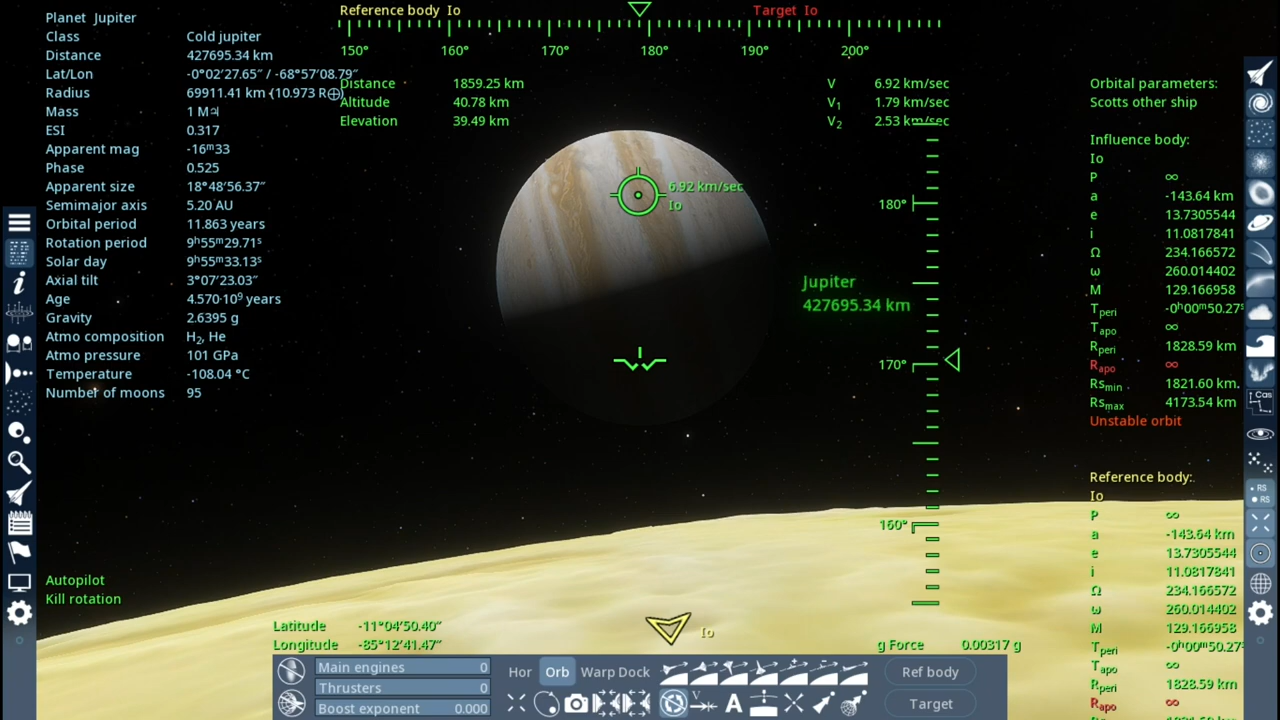 Planet Jupiter
Class Cold jupiter
Distance 427695.34 km
Lat/Lon -0°02′27.65″ / -68°57′08.79″
Radius 69911.41 km (10.973 R⊕)
Mass 1 M♃
ESI 0.317
Apparent mag -16ᵐ33
Phase 0.525
Apparent size 18°48′56.37″
Semimajor axis 5.20 AU
Orbital period 11.863 years
Rotation period 9ʰ55ᵐ29.71ˢ
Solar day 9ʰ55ᵐ33.13ˢ
Axial tilt 3°07′23.03″
Age 4.570·10⁹ years
Gravity 2.6395 g
Atmo composition H₂, He
Atmo pressure 101 GPa
Temperature -108.04 °C
Number of moons 95
Autopilot
Kill rotation
Reference body Io
Target Io
150° 160° 170° 180° 190° 200°
Distance 1859.25 km
Altitude 40.78 km
Elevation 39.49 km
V 6.92 km/sec
V₁ 1.79 km/sec
V₂ 2.53 km/sec
6.92 km/sec
Io
180°
Jupiter
427695.34 km
170°
160°
Io
Latitude -11°04′50.40″
Longitude -85°12′41.47″
g Force 0.00317 g
Orbital parameters:
Scotts other ship
Influence body:
Io
P ∞
a -143.64 km
e 13.7305544
i 11.0817841
Ω 234.166572
ω 260.014402
M 129.166958
Tperi -0ʰ00ᵐ50.27ˢ
Tapo ∞
Rperi 1828.59 km
Rapo ∞
Rsmin 1821.60 km
Rsmax 4173.54 km
Unstable orbit
Reference body:
Io
P ∞
a -143.64 km
e 13.7305544
i 11.0817841
Ω 234.166572
ω 260.014402
M 129.166958
Tperi -0ʰ00ᵐ50.27ˢ
Tapo ∞
Rperi 1828.59 km
Rapo ∞
Cas
RS
RS
Main engines 0
Thrusters 0
Boost exponent 0.000
Hor Orb Warp Dock
V
A
Ref body
Target